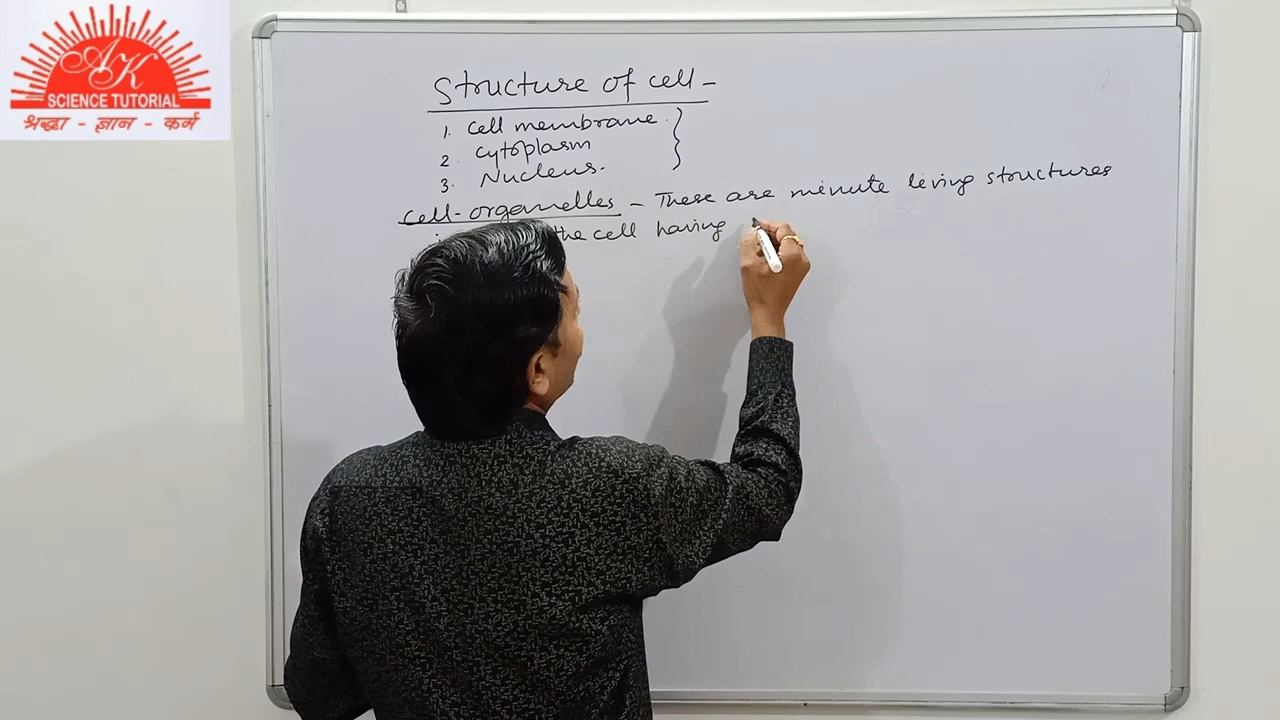 AK
SCIENCE TUTORIAL
श्रद्धा - ज्ञान - कर्म
Structure of cell -
1. Cell membrane.
2. Cytoplasm
3. Nucleus.
Cell-organelles - These are minute living structures
the cell having